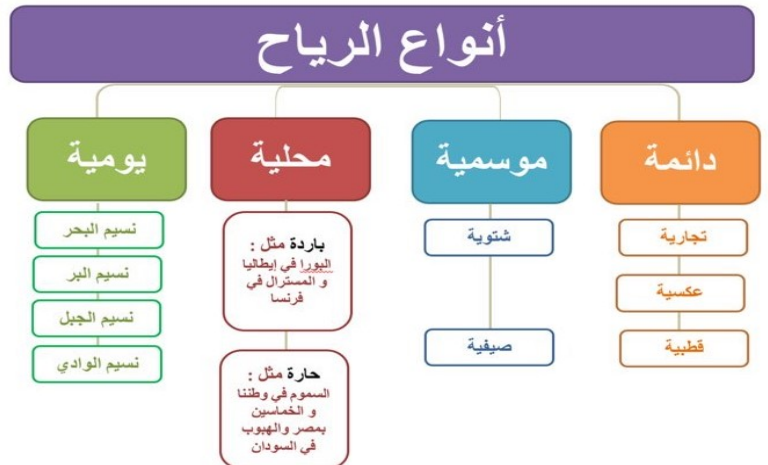 أنواع الرياح
دائمة
تجارية
عكسية
قطبية
موسمية
شتوية
صيفية
محلية
باردة مثل :
البورا في إيطاليا
و المسترال في
فرنسا
حارة مثل :
السموم في وطننا
و الخماسين
بمصر والهبوب
في السودان
يومية
نسيم البحر
نسيم البر
نسيم الجبل
نسيم الوادي